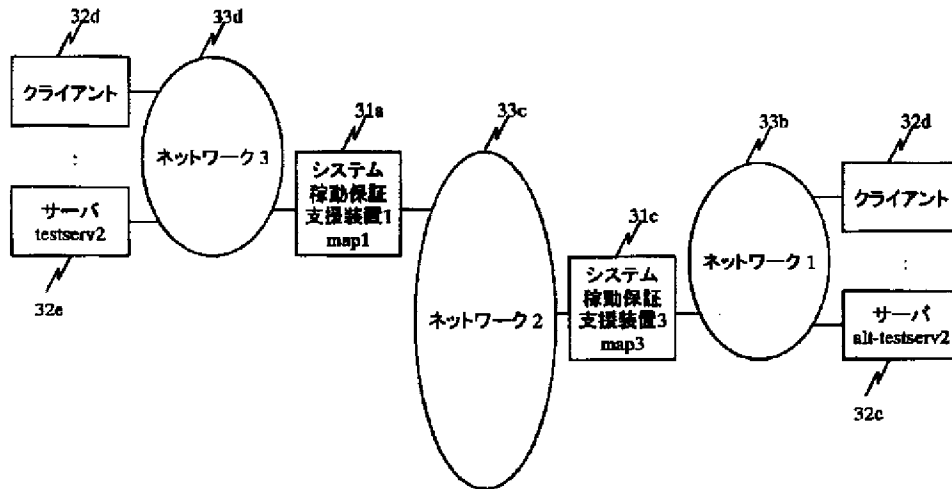 32d
33d
クライアント
:
サーバ
testserv2
32e
ネットワーク3
31a
システム
稼動保証
支援装置1
map1
33c
ネットワーク2
31c
システム
稼動保証
支援装置3
map3
33b
ネットワーク1
32d
クライアント
:
サーバ
alt-testserv2
32c